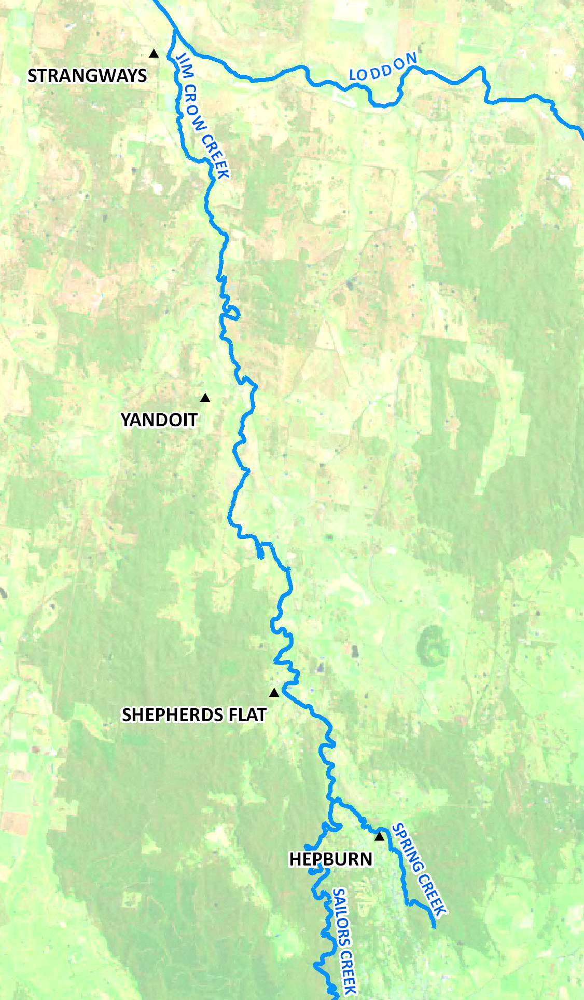 LODDON
STRANGWAYS
JIM CROW CREEK
YANDOIT
SHEPHERDS FLAT
HEPBURN
SPRING CREEK
SAILORS CREEK